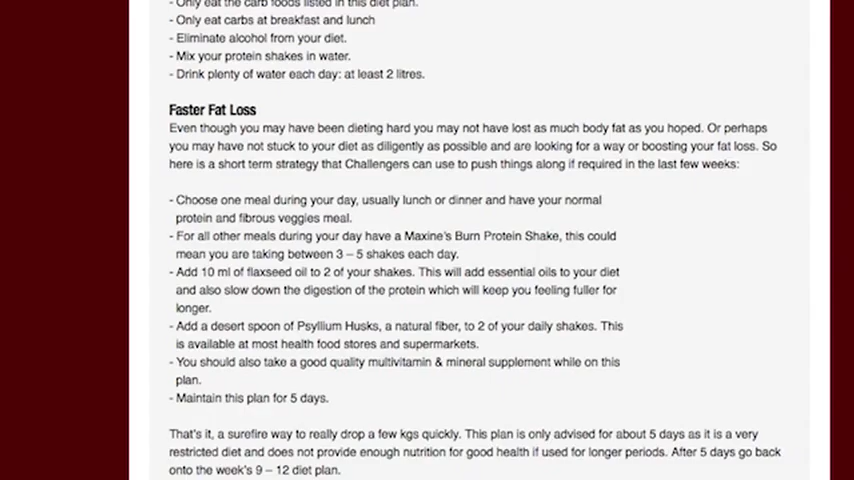 - Only eat the carb foods listed in this diet plan.
- Only eat carbs at breakfast and lunch
- Eliminate alcohol from your diet.
- Mix your protein shakes in water.
- Drink plenty of water each day: at least 2 litres.
Faster Fat Loss
Even though you may have been dieting hard you may not have lost as much body fat as you hoped. Or perhaps
you may have not stuck to your diet as diligently as possible and are looking for a way or boosting your fat loss. So
here is a short term strategy that Challengers can use to push things along if required in the last few weeks:
- Choose one meal during your day, usually lunch or dinner and have your normal
protein and fibrous veggies meal.
- For all other meals during your day have a Maxine's Burn Protein Shake, this could
mean you are taking between 3 – 5 shakes each day.
- Add 10 ml of flaxseed oil to 2 of your shakes. This will add essential oils to your diet
and also slow down the digestion of the protein which will keep you feeling fuller for
longer.
- Add a desert spoon of Psyllium Husks, a natural fiber, to 2 of your daily shakes. This
is available at most health food stores and supermarkets.
- You should also take a good quality multivitamin & mineral supplement while on this
plan.
- Maintain this plan for 5 days.
That's it, a surefire way to really drop a few kgs quickly. This plan is only advised for about 5 days as it is a very
restricted diet and does not provide enough nutrition for good health if used for longer periods. After 5 days go back
onto the week's 9 – 12 diet plan.